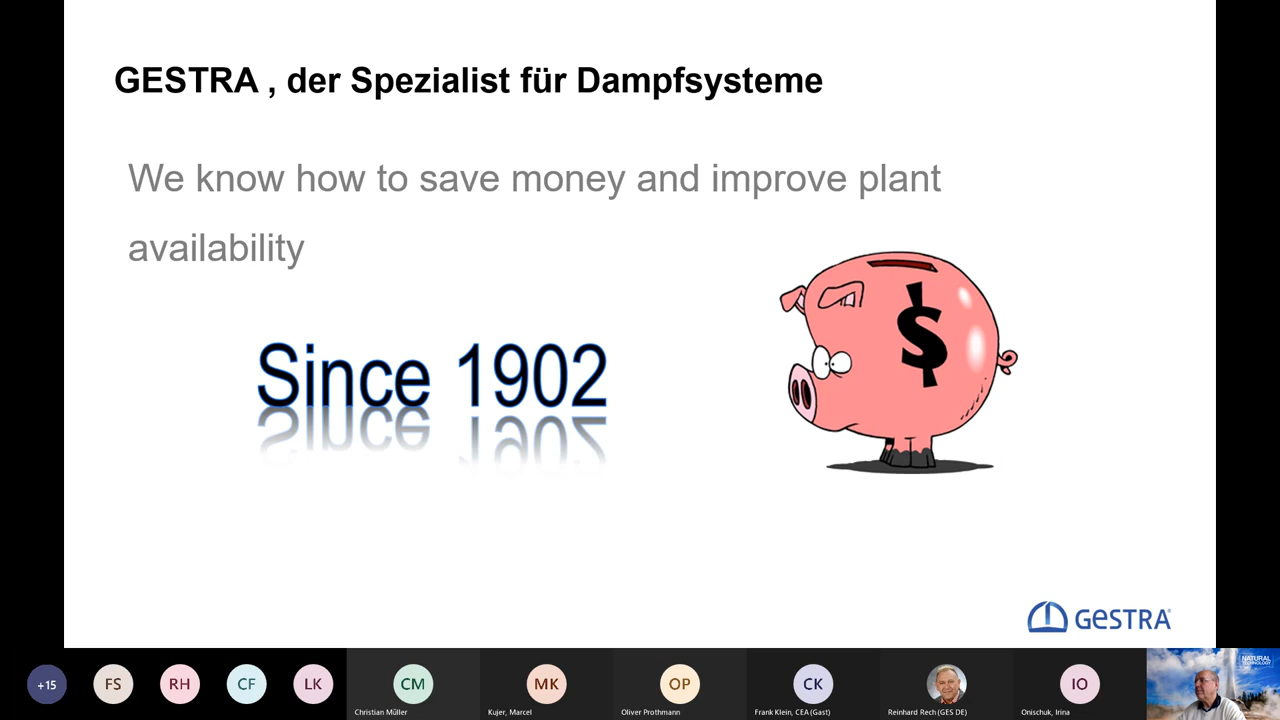 GESTRA , der Spezialist für Dampfsysteme
We know how to save money and improve plant
availability
Since 1902
$
GESTRA
+15
FS
RH
CF
LK
CM
MK
OP
CK
IO
Christian Müller
Kujer, Marcel
Oliver Prothmann
Frank Klein, CEA (Gast)
Reinhard Rech (GES DE)
Onischuk, Irina
NATURAL
TECHNOLOGY